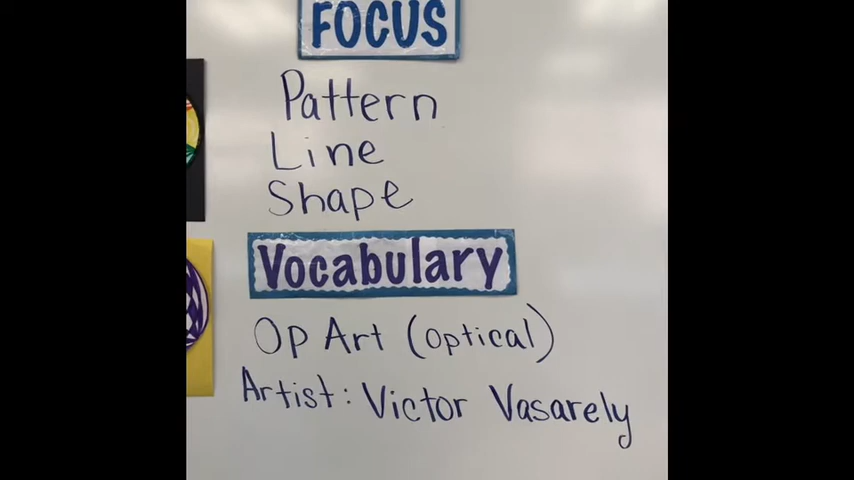 FOCUS
Pattern
Line
Shape
Vocabulary
Op Art (optical)
Artist: Victor Vasarely